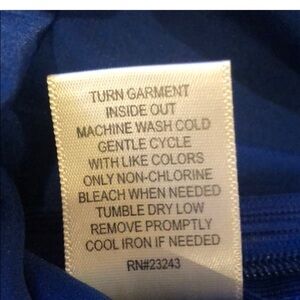 TURN GARMENT
INSIDE OUT
MACHINE WASH COLD
GENTLE CYCLE
WITH LIKE COLORS
ONLY NON-CHLORINE
BLEACH WHEN NEEDED
TUMBLE DRY LOW
REMOVE PROMPTLY
COOL IRON IF NEEDED
RN#23243